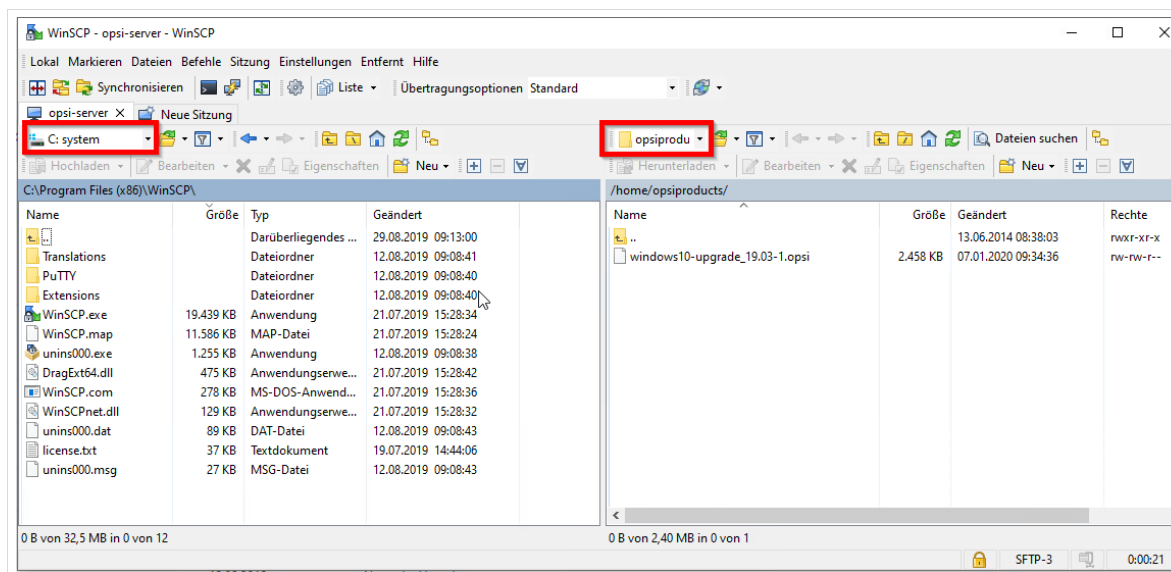 WinSCP - opsi-server - WinSCP
Lokal Markieren Dateien Befehle Sitzung Einstellungen Entfernt Hilfe
Synchronisieren Liste Übertragungsoptionen Standard
opsi-server X Neue Sitzung
C: system
opsiprodu Dateien suchen
Hochladen Bearbeiten Eigenschaften Neu
Herunterladen Bearbeiten Eigenschaften Neu
C:\Program Files (x86)\WinSCP\
Name Größe Typ Geändert
.. Darüberliegendes ... 29.08.2019 09:13:00
Translations Dateiordner 12.08.2019 09:08:41
PuTTY Dateiordner 12.08.2019 09:08:40
Extensions Dateiordner 12.08.2019 09:08:40
WinSCP.exe 19.439 KB Anwendung 21.07.2019 15:28:34
WinSCP.map 11.586 KB MAP-Datei 21.07.2019 15:28:24
unins000.exe 1.255 KB Anwendung 12.08.2019 09:08:38
DragExt64.dll 475 KB Anwendungserwe... 21.07.2019 15:28:42
WinSCP.com 278 KB MS-DOS-Anwend... 21.07.2019 15:28:36
WinSCPnet.dll 129 KB Anwendungserwe... 21.07.2019 15:28:32
unins000.dat 89 KB DAT-Datei 12.08.2019 09:08:43
license.txt 37 KB Textdokument 19.07.2019 14:44:06
unins000.msg 27 KB MSG-Datei 12.08.2019 09:08:43
0 B von 32,5 MB in 0 von 12
/home/opsiproducts/
Name Größe Geändert Rechte
.. 13.06.2014 08:38:03 rwxr-xr-x
windows10-upgrade_19.03-1.opsi 2.458 KB 07.01.2020 09:34:36 rw-rw-r--
0 B von 2,40 MB in 0 von 1
SFTP-3 0:00:21